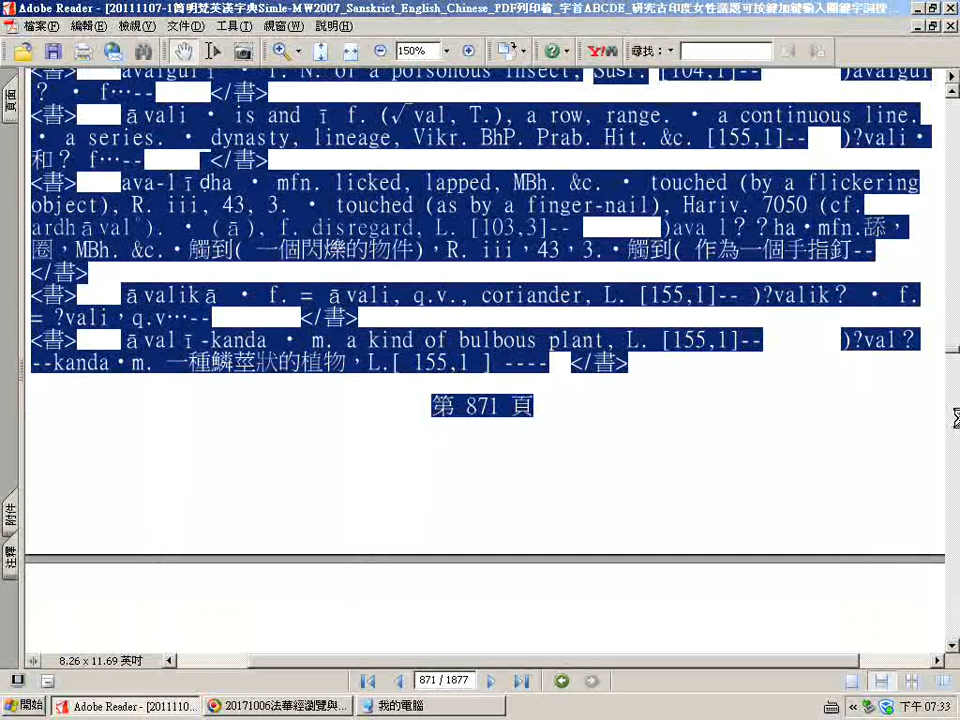 Adobe Reader - [20111107-1簡明梵英漢字典Simle-MW2007_Sanskrict_English_Chinese_PDF列印檔_字首ABCDE_研究古印度女性議題可按鍵加鍵輸入關鍵字詞搜...
檔案(F) 編輯(E) 檢視(V) 文件(D) 工具(T) 視窗(W) 說明(H)
150% Y! 尋找：
頁面
<書> avalguri • f. N. of a poisonous insect, Suśr. [104,1]-- )avalgui
？ • f…-- </書>
<書> āvali • is and ī f. (√val, T.), a row, range. • a continuous line.
• a series. • dynasty, lineage, Vikr. BhP. Prab. Hit. &c. [155,1]-- )?vali•
和？ f…-- </書>
<書> ava-līḍha • mfn. licked, lapped, MBh. &c. • touched (by a flickering
object), R. iii, 43, 3. • touched (as by a finger-nail), Hariv. 7050 (cf.
ardhāval°). • (ā), f. disregard, L. [103,3]-- )ava l？？ha•mfn.舔，
圈，MBh. &c.•觸到( 一個閃爍的物件)，R. iii，43，3.•觸到( 作為一個手指釘--
</書>
<書> āvalikā • f. = āvali, q.v., coriander, L. [155,1]-- )?valik？ • f.
= ?vali，q.v…-- </書>
<書> āvalī-kanda • m. a kind of bulbous plant, L. [155,1]-- )?val？
--kanda•m. 一種鱗莖狀的植物，L.[ 155,1 ] ---- </書>
第 871 頁
附件
注釋
8.26 x 11.69 英吋
871 / 1877
開始 Adobe Reader - [2011110... 20171006法華經瀏覽與... 我的電腦 下午 07:33